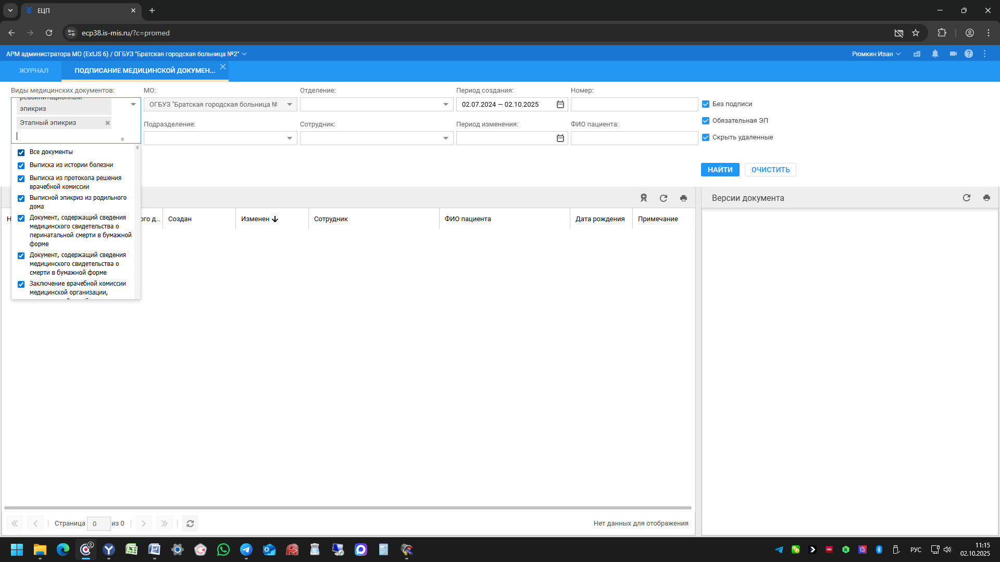 ЕЦП
ecp38.is-mis.ru/?c=promed
АРМ администратора МО (ExtJS 6) / ОГБУЗ "Братская городская больница №2"
Рюмкин Иван
ЖУРНАЛ
ПОДПИСАНИЕ МЕДИЦИНСКОЙ ДОКУМЕН...
Виды медицинских документов:
МО:
Отделение:
Период создания:
Номер:
реабилитационный
эпикриз
ОГБУЗ "Братская городская больница №
02.07.2024 — 02.10.2025
Без подписи
Этапный эпикриз
Подразделение:
Сотрудник:
Период изменения:
ФИО пациента:
Обязательная ЭП
Скрыть удаленные
Все документы
Выписка из истории болезни
Выписка из протокола решения
врачебной комиссии
Выписной эпикриз из родильного
дома
Документ, содержащий сведения
медицинского свидетельства о
перинатальной смерти в бумажной
форме
Документ, содержащий сведения
медицинского свидетельства о
смерти в бумажной форме
Заключение врачебной комиссии
медицинской организации,
НАЙТИ
ОЧИСТИТЬ
Версии документа
Н
ого д...
Создан
Изменен
Сотрудник
ФИО пациента
Дата рождения
Примечание
Страница 0 из 0
Нет данных для отображения
РУС
11:15
02.10.2025